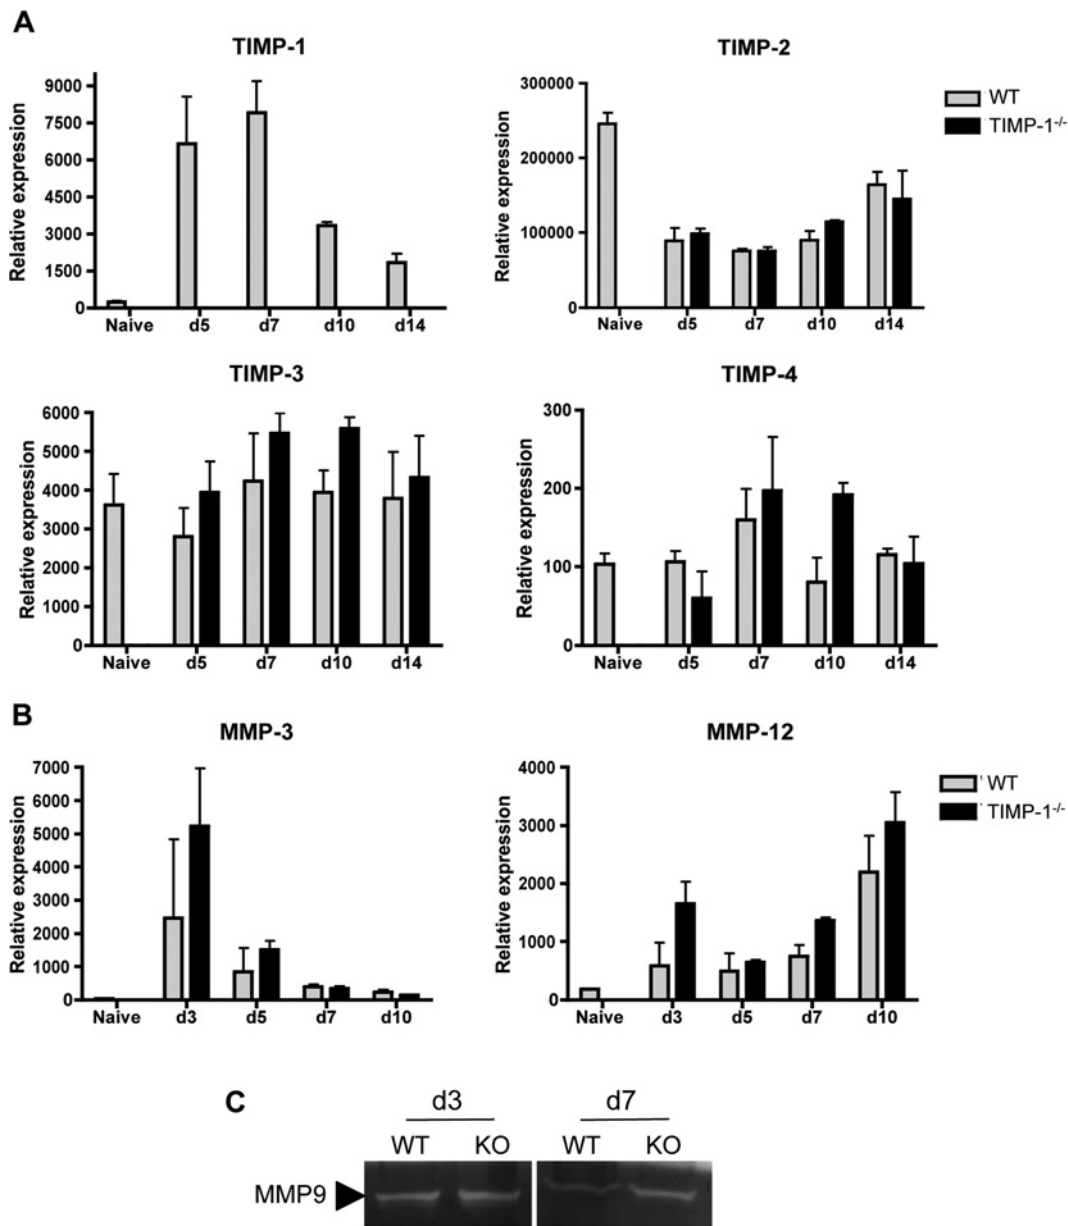 A
TIMP-1
Relative expression
9000
7500
6000
4500
3000
1500
0
Naive d5 d7 d10 d14
TIMP-2
Relative expression
300000
200000
100000
0
Naive d5 d7 d10 d14
WT
TIMP-1-/-
TIMP-3
Relative expression
6000
5000
4000
3000
2000
1000
0
Naive d5 d7 d10 d14
TIMP-4
Relative expression
300
200
100
0
Naive d5 d7 d10 d14
B
MMP-3
Relative expression
7000
6000
5000
4000
3000
2000
1000
0
Naive d3 d5 d7 d10
MMP-12
Relative expression
4000
3000
2000
1000
0
Naive d3 d5 d7 d10
WT
TIMP-1-/-
C
d3 d7
WT KO WT KO
MMP9